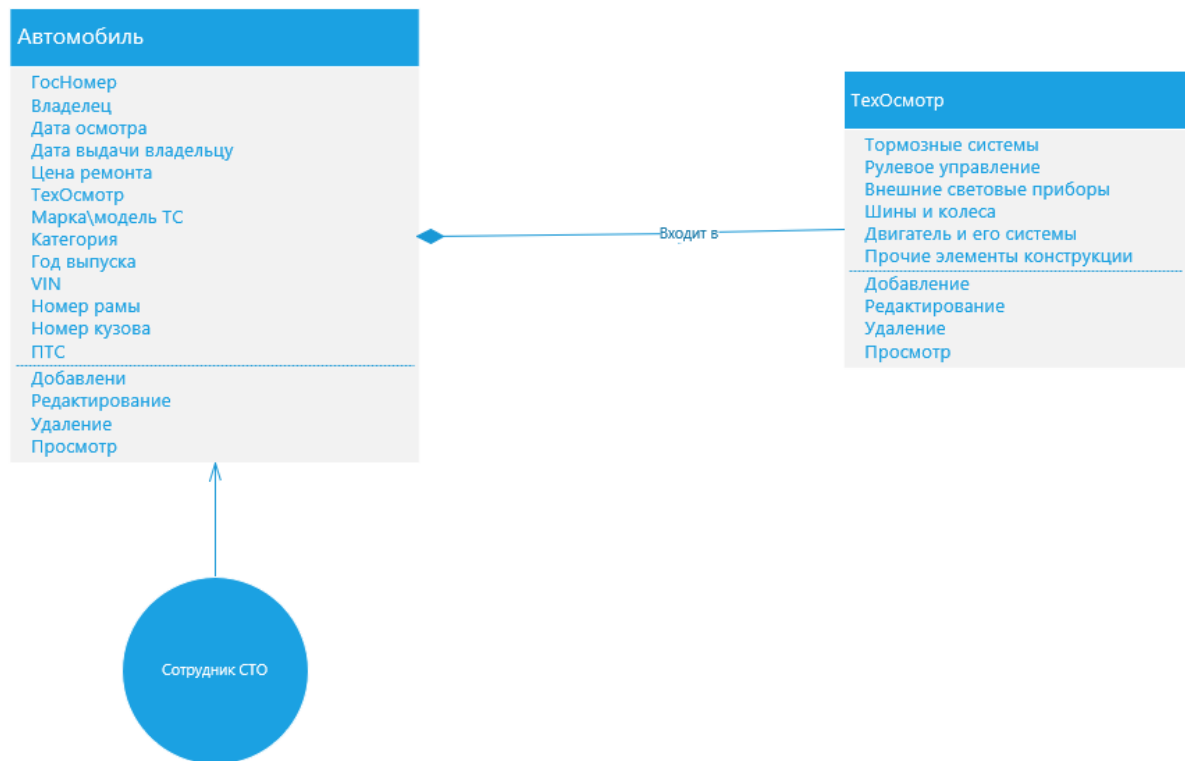 Автомобиль
ГосНомер
Владелец
Дата осмотра
Дата выдачи владельцу
Цена ремонта
ТехОсмотр
Марка\модель ТС
Категория
Год выпуска
VIN
Номер рамы
Номер кузова
ПТС
Добавлени
Редактирование
Удаление
Просмотр
Входит в
ТехОсмотр
Тормозные системы
Рулевое управление
Внешние световые приборы
Шины и колеса
Двигатель и его системы
Прочие элементы конструкции
Добавление
Редактирование
Удаление
Просмотр
Сотрудник СТО